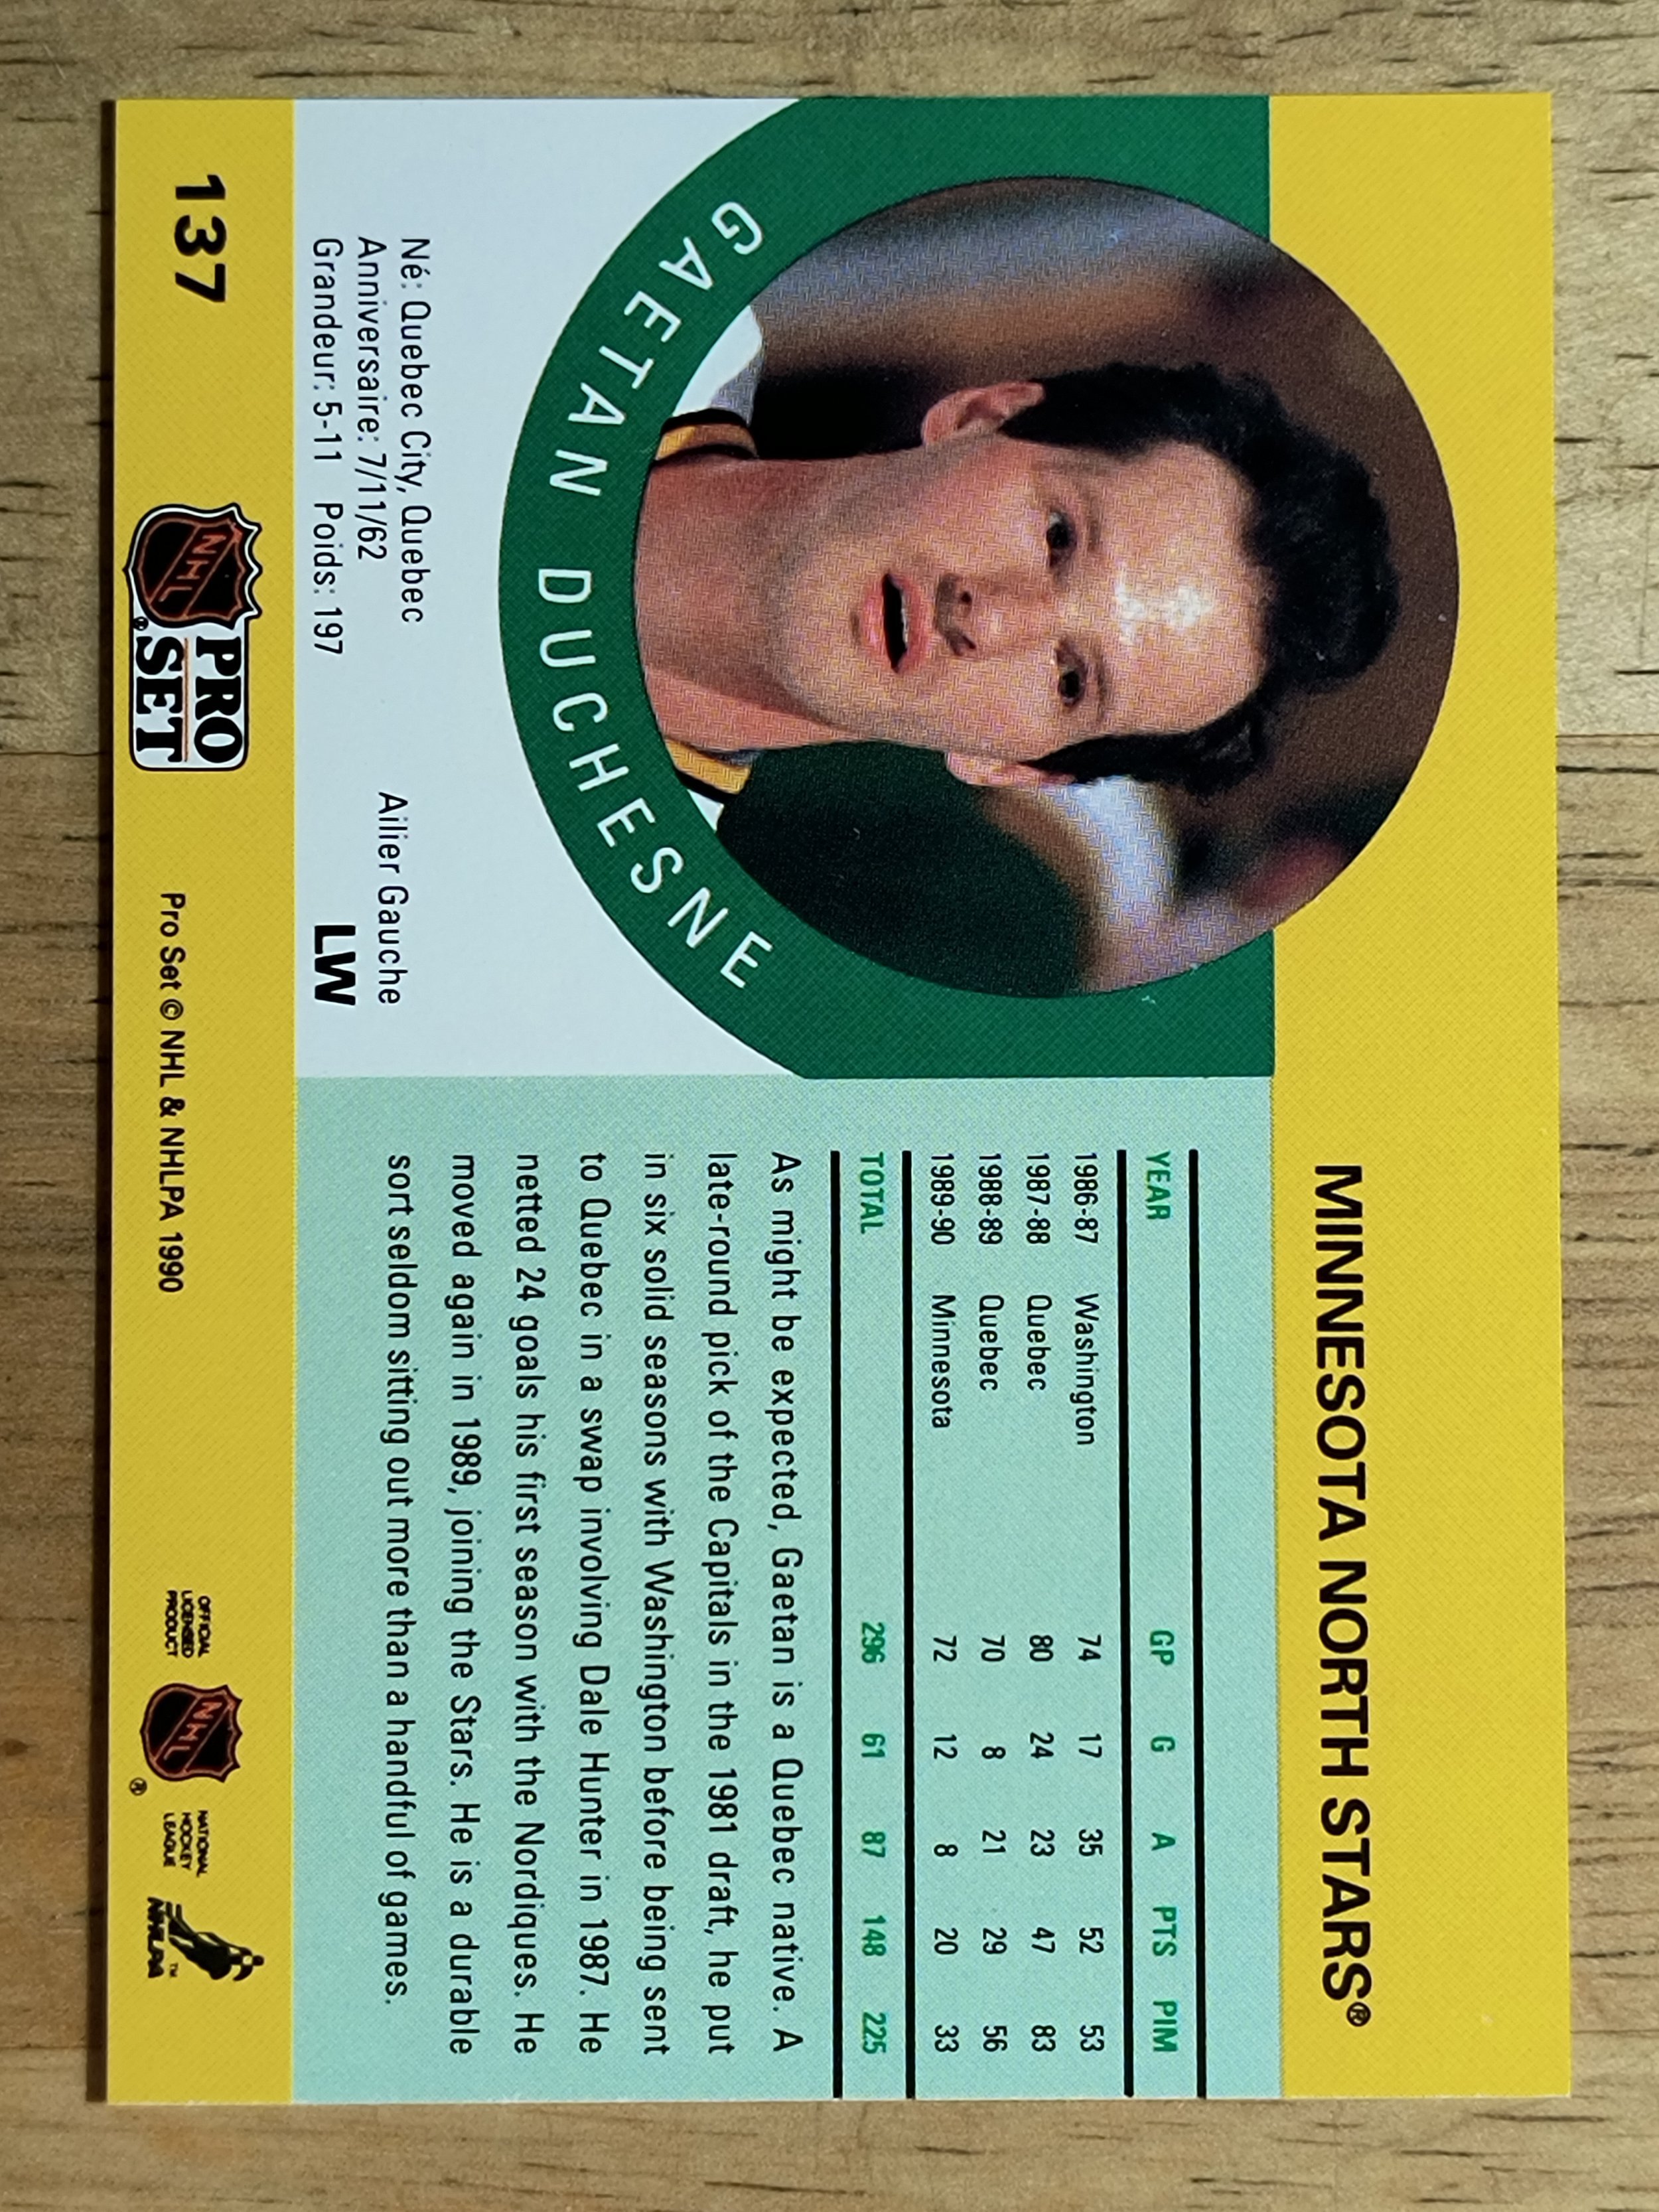 MINNESOTA NORTH STARS®
GAETAN DUCHESNE
Né: Quebec City, Quebec
Anniversaire: 7/11/62
Grandeur: 5-11 Poids: 197
Ailier Gauche
LW
YEAR GP G A PTS PIM
1986-87 Washington 74 17 35 52 53
1987-88 Quebec 80 24 23 47 83
1988-89 Quebec 70 8 21 29 56
1989-90 Minnesota 72 12 8 20 33
TOTAL 296 61 87 148 225
As might be expected, Gaetan is a Quebec native. A
late-round pick of the Capitals in the 1981 draft, he put
in six solid seasons with Washington before being sent
to Quebec in a swap involving Dale Hunter in 1987. He
netted 24 goals his first season with the Nordiques. He
moved again in 1989, joining the Stars. He is a durable
sort seldom sitting out more than a handful of games.
137
NHL
PRO
SET®
Pro Set © NHL & NHLPA 1990
OFFICIAL
LICENSED
PRODUCT
NHL®
NATIONAL
HOCKEY
LEAGUE
NHLPA™